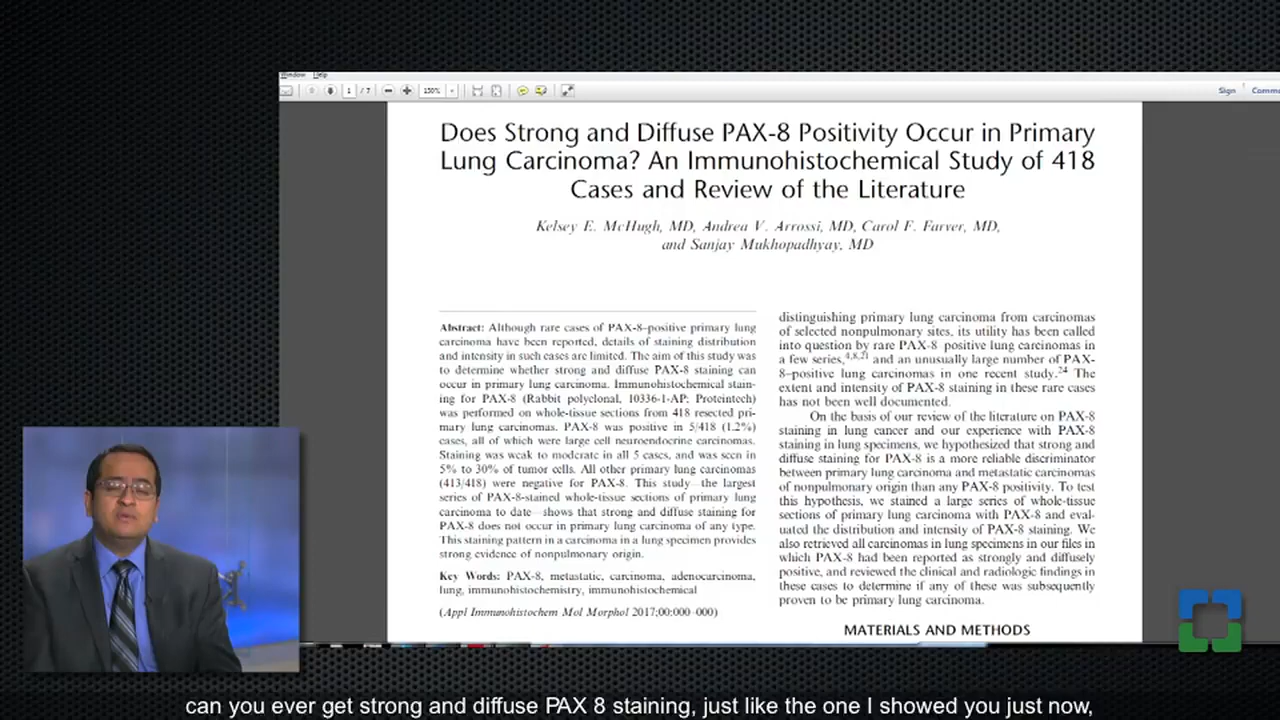 Window Help
1 / 7 150% Sign Comme
Does Strong and Diffuse PAX-8 Positivity Occur in Primary
Lung Carcinoma? An Immunohistochemical Study of 418
Cases and Review of the Literature
Kelsey E. McHugh, MD, Andrea V. Arrossi, MD, Carol F. Farver, MD,
and Sanjay Mukhopadhyay, MD
Abstract: Although rare cases of PAX-8–positive primary lung
carcinoma have been reported, details of staining distribution
and intensity in such cases are limited. The aim of this study was
to determine whether strong and diffuse PAX-8 staining can
occur in primary lung carcinoma. Immunohistochemical stain-
ing for PAX-8 (Rabbit polyclonal, 10336-1-AP; Proteintech)
was performed on whole-tissue sections from 418 resected pri-
mary lung carcinomas. PAX-8 was positive in 5/418 (1.2%)
cases, all of which were large cell neuroendocrine carcinomas.
Staining was weak to moderate in all 5 cases, and was seen in
5% to 30% of tumor cells. All other primary lung carcinomas
(413/418) were negative for PAX-8. This study—the largest
series of PAX-8-stained whole-tissue sections of primary lung
carcinoma to date—shows that strong and diffuse staining for
PAX-8 does not occur in primary lung carcinoma of any type.
This staining pattern in a carcinoma in a lung specimen provides
strong evidence of nonpulmonary origin.
Key Words: PAX-8, metastatic, carcinoma, adenocarcinoma,
lung, immunohistochemistry, immunohistochemical
(Appl Immunohistochem Mol Morphol 2017;00:000–000)
distinguishing primary lung carcinoma from carcinomas
of selected nonpulmonary sites, its utility has been called
into question by rare PAX-8 positive lung carcinomas in
a few series,4,8,21 and an unusually large number of PAX-
8–positive lung carcinomas in one recent study.24 The
extent and intensity of PAX-8 staining in these rare cases
has not been well documented.
On the basis of our review of the literature on PAX-8
staining in lung cancer and our experience with PAX-8
staining in lung specimens, we hypothesized that strong and
diffuse staining for PAX-8 is a more reliable discriminator
between primary lung carcinoma and metastatic carcinomas
of nonpulmonary origin than any PAX-8 positivity. To test
this hypothesis, we stained a large series of whole-tissue
sections of primary lung carcinoma with PAX-8 and eval-
uated the distribution and intensity of PAX-8 staining. We
also retrieved all carcinomas in lung specimens in our files in
which PAX-8 had been reported as strongly and diffusely
positive, and reviewed the clinical and radiologic findings in
these cases to determine if any of these was subsequently
proven to be primary lung carcinoma.
MATERIALS AND METHODS
can you ever get strong and diffuse PAX 8 staining, just like the one I showed you just now,